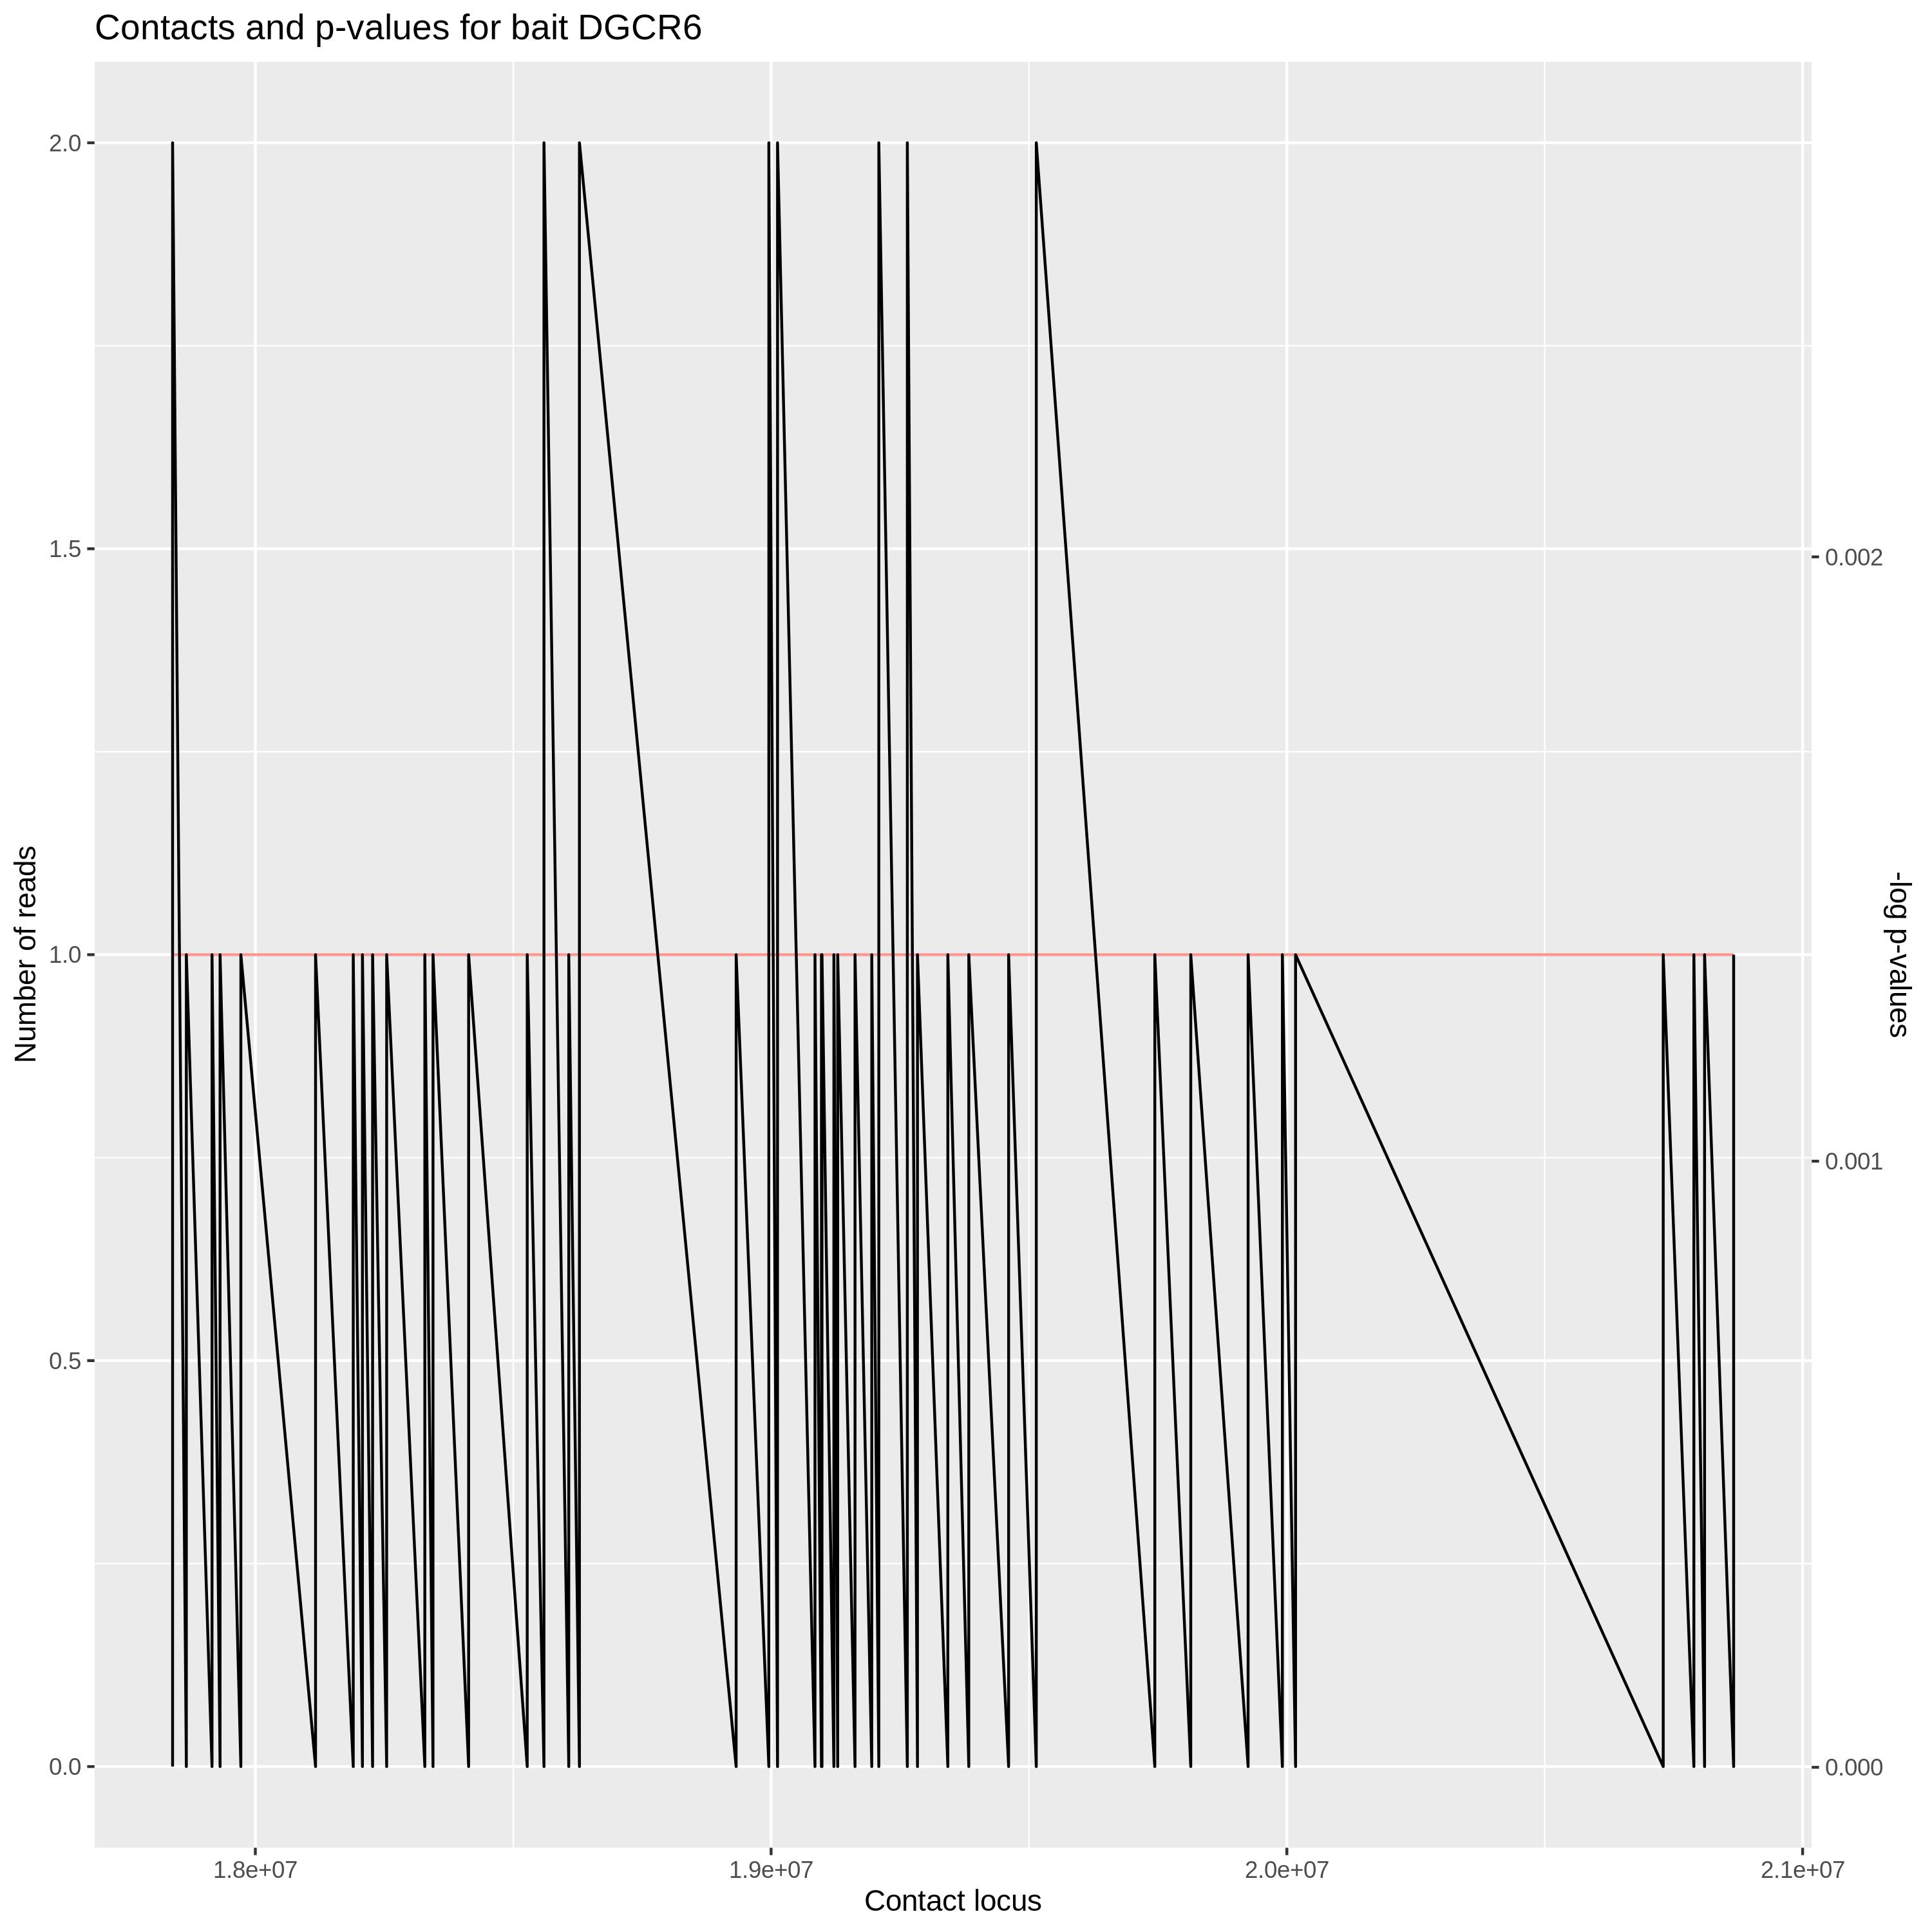 Contacts and p-values for bait DGCR6
2.0
1.5
1.0
0.5
0.0
Number of reads
0.002
0.001
0.000
-log p-values
1.8e+07
1.9e+07
2.0e+07
2.1e+07
Contact locus